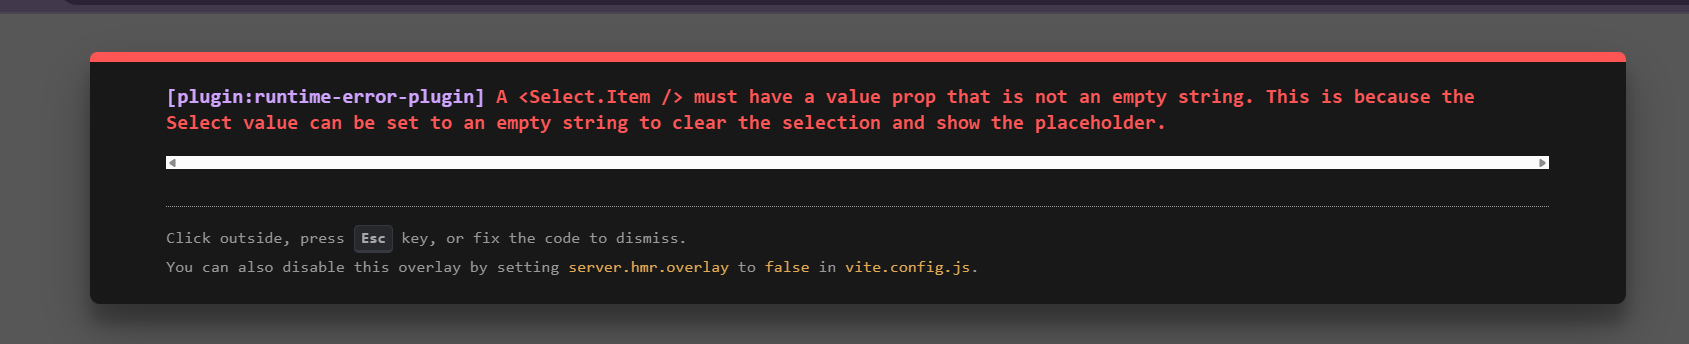 [plugin:runtime-error-plugin] A <Select.Item /> must have a value prop that is not an empty string. This is because the
Select value can be set to an empty string to clear the selection and show the placeholder.
Click outside, press Esc key, or fix the code to dismiss.
You can also disable this overlay by setting server.hmr.overlay to false in vite.config.js.